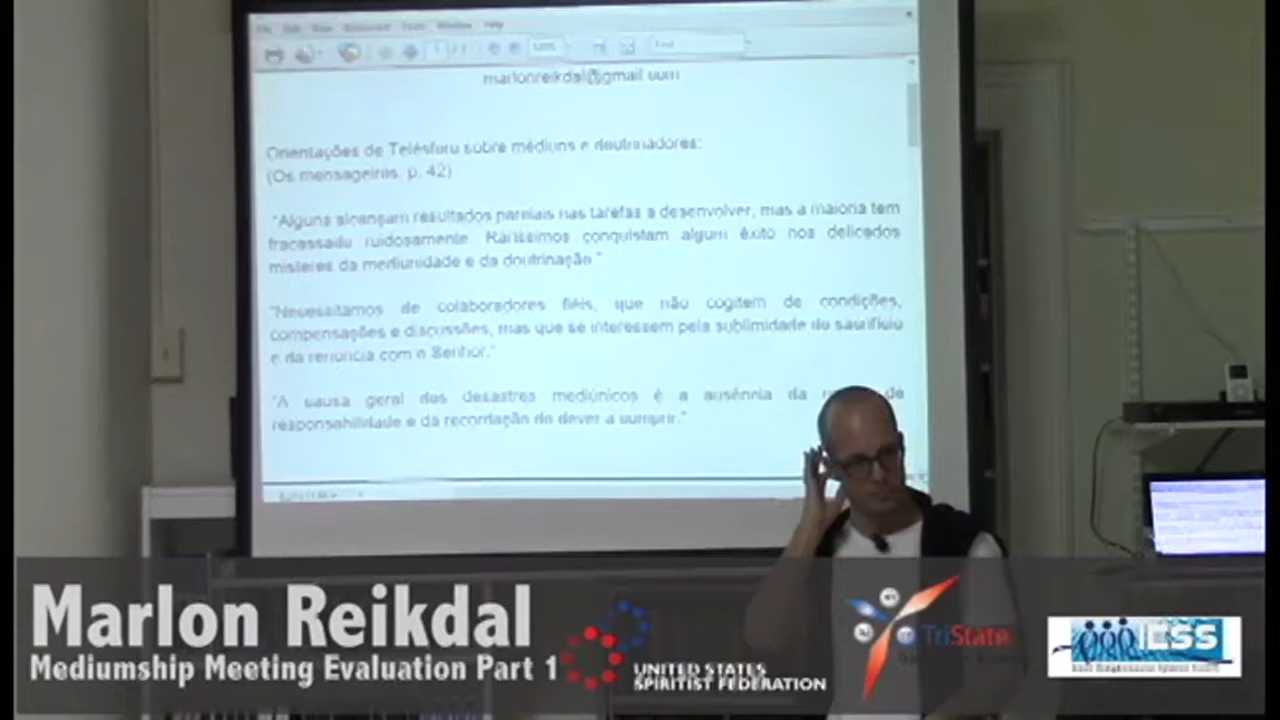 marlonreikdal@gmail.com
Orientações de Telésforo sobre médiuns e doutrinadores:
(Os mensageiros, p. 42)
"Alguns alcançam resultados parciais nas tarefas a desenvolver, mas a maioria tem
fracassado ruidosamente. Raríssimos conquistam algum êxito nos delicados
misteres da mediunidade e da doutrinação."
"Necessitamos de colaboradores fiéis, que não cogitem de condições,
compensações e discussões, mas que se interessem pela sublimidade do sacrifício
e da renúncia com o Senhor."
"A causa geral dos desastres mediúnicos é a ausência da de
responsabilidade e da recordação do dever a cumprir."
Marlon Reikdal
Mediumship Meeting Evaluation Part 1
UNITED STATES
SPIRITIST FEDERATION
TriState
ICSS